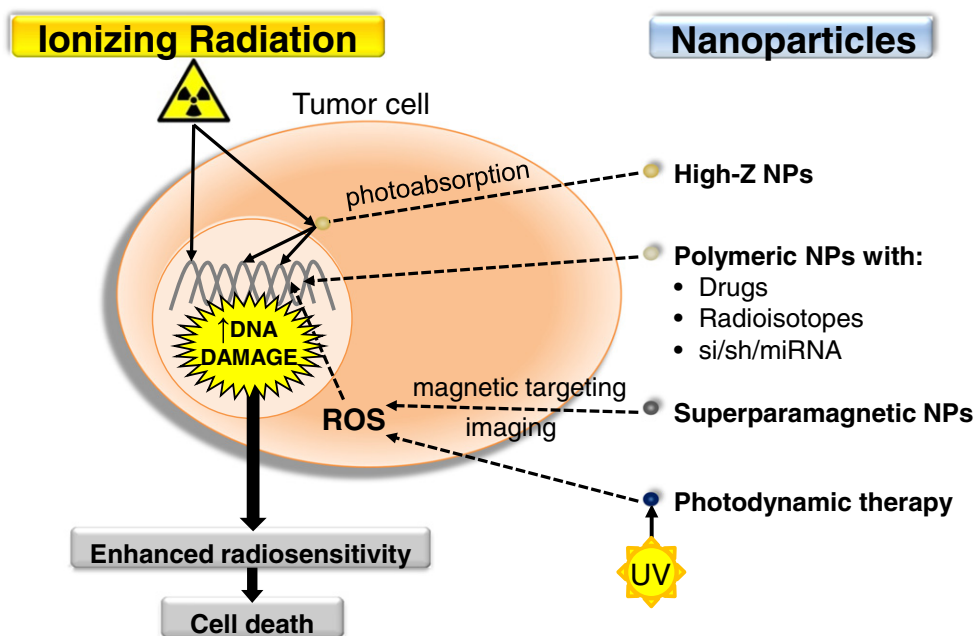 Ionizing Radiation
Nanoparticles
Tumor cell
photoabsorption
High-Z NPs
Polymeric NPs with:
• Drugs
• Radioisotopes
• si/sh/miRNA
↑DNA
DAMAGE
magnetic targeting
imaging
ROS
Superparamagnetic NPs
Photodynamic therapy
UV
Enhanced radiosensitivity
Cell death